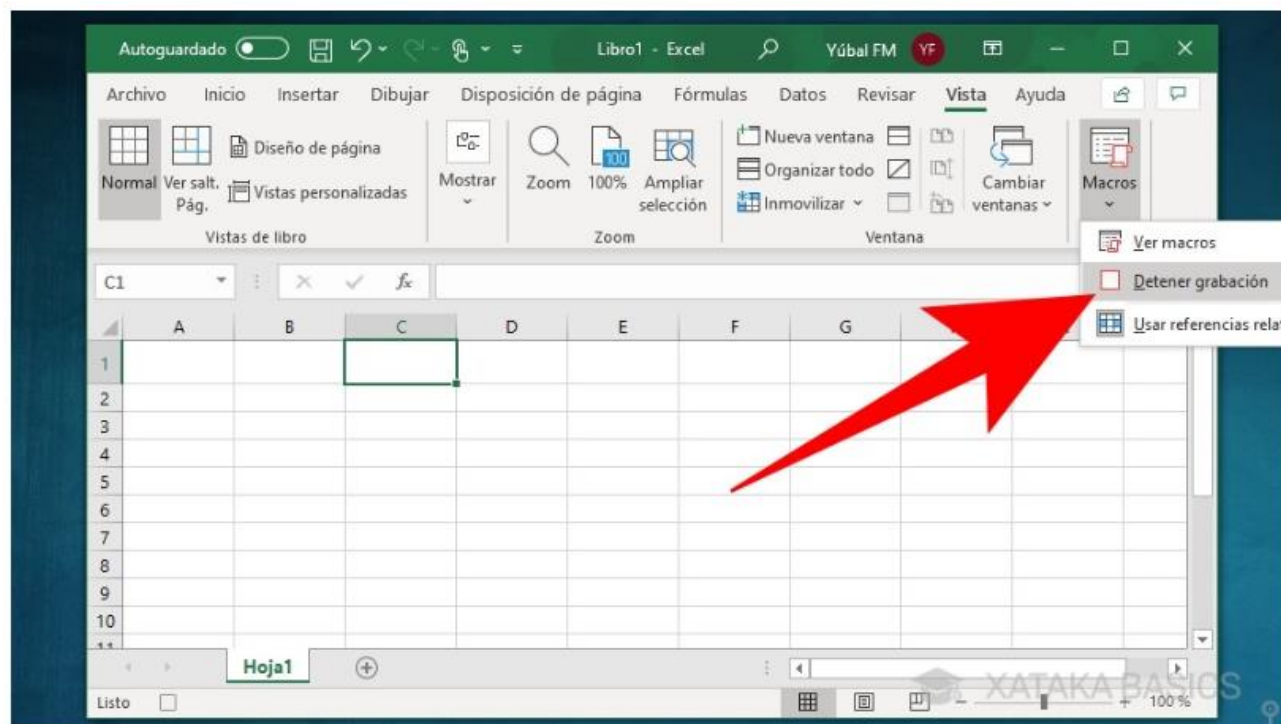 Autoguardado Libro1 - Excel Yúbal FM YF
Archivo Inicio Insertar Dibujar Disposición de página Fórmulas Datos Revisar Vista Ayuda
Normal
Ver salt. Pág.
Diseño de página
Vistas personalizadas
Vistas de libro
Mostrar
Zoom
100
100%
Ampliar
selección
Zoom
Nueva ventana
Organizar todo
Inmovilizar
Cambiar
ventanas
Ventana
Macros
Ver macros
Detener grabación
Usar referencias rela
C1 fx
A B C D E F G
1
2
3
4
5
6
7
8
9
10
11
Hoja1
XATAKA BASICS
Listo 100 %